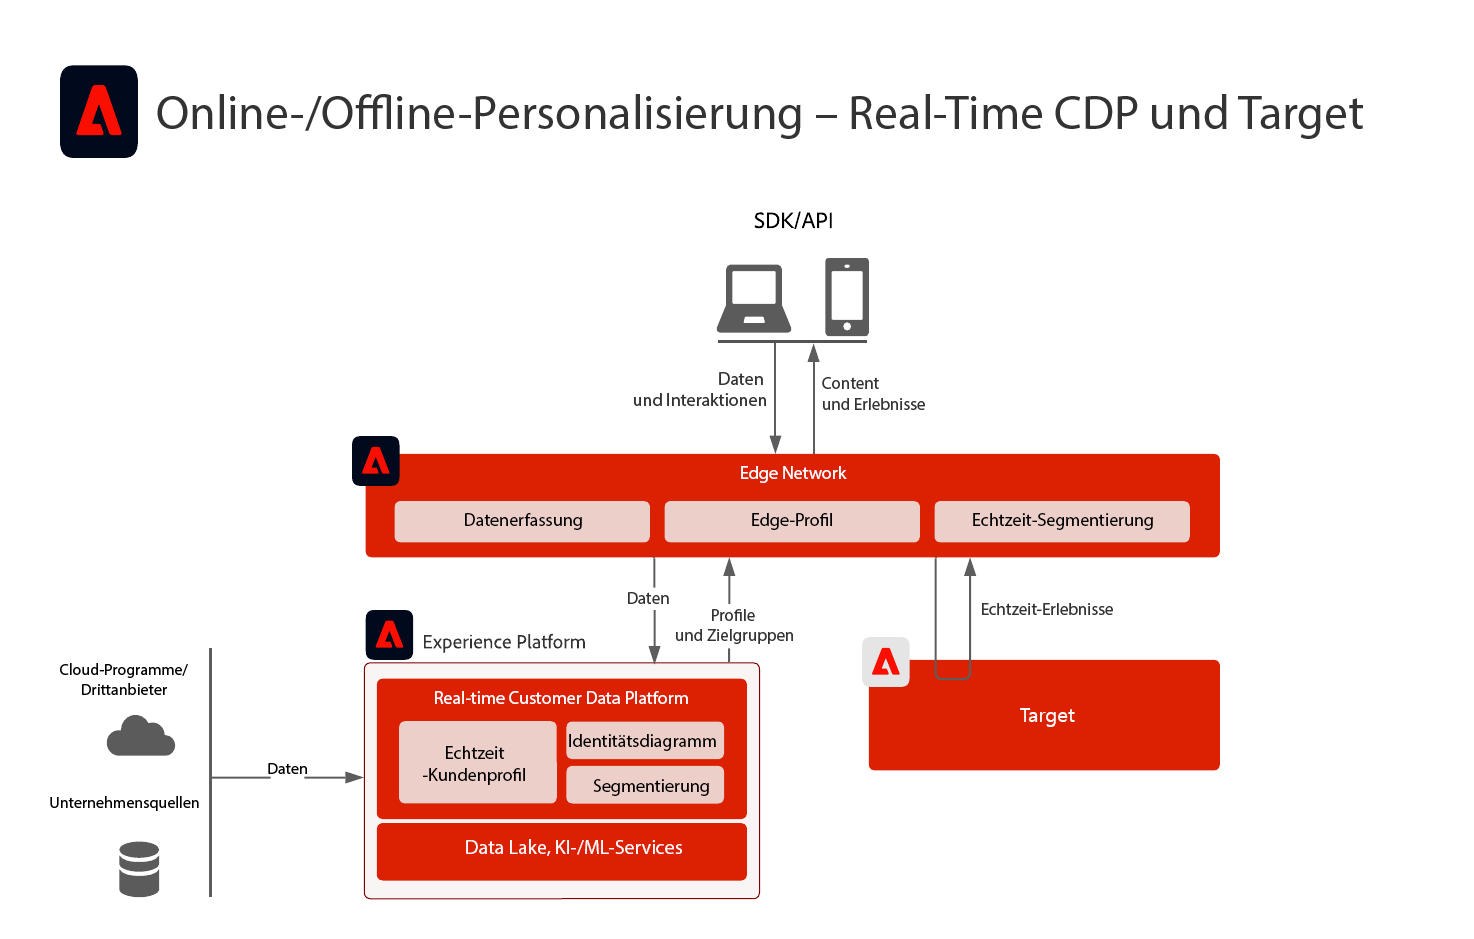 Online-/Offline-Personalisierung – Real-Time CDP und Target
SDK/API
Daten
und Interaktionen
Content
und Erlebnisse
Edge Network
Datenerfassung
Edge-Profil
Echtzeit-Segmentierung
Daten
Profile
und Zielgruppen
Echtzeit-Erlebnisse
Experience Platform
Cloud-Programme/
Drittanbieter
Unternehmensquellen
Daten
Real-time Customer Data Platform
Echtzeit
-Kundenprofil
Identitätsdiagramm
Segmentierung
Data Lake, KI-/ML-Services
Target